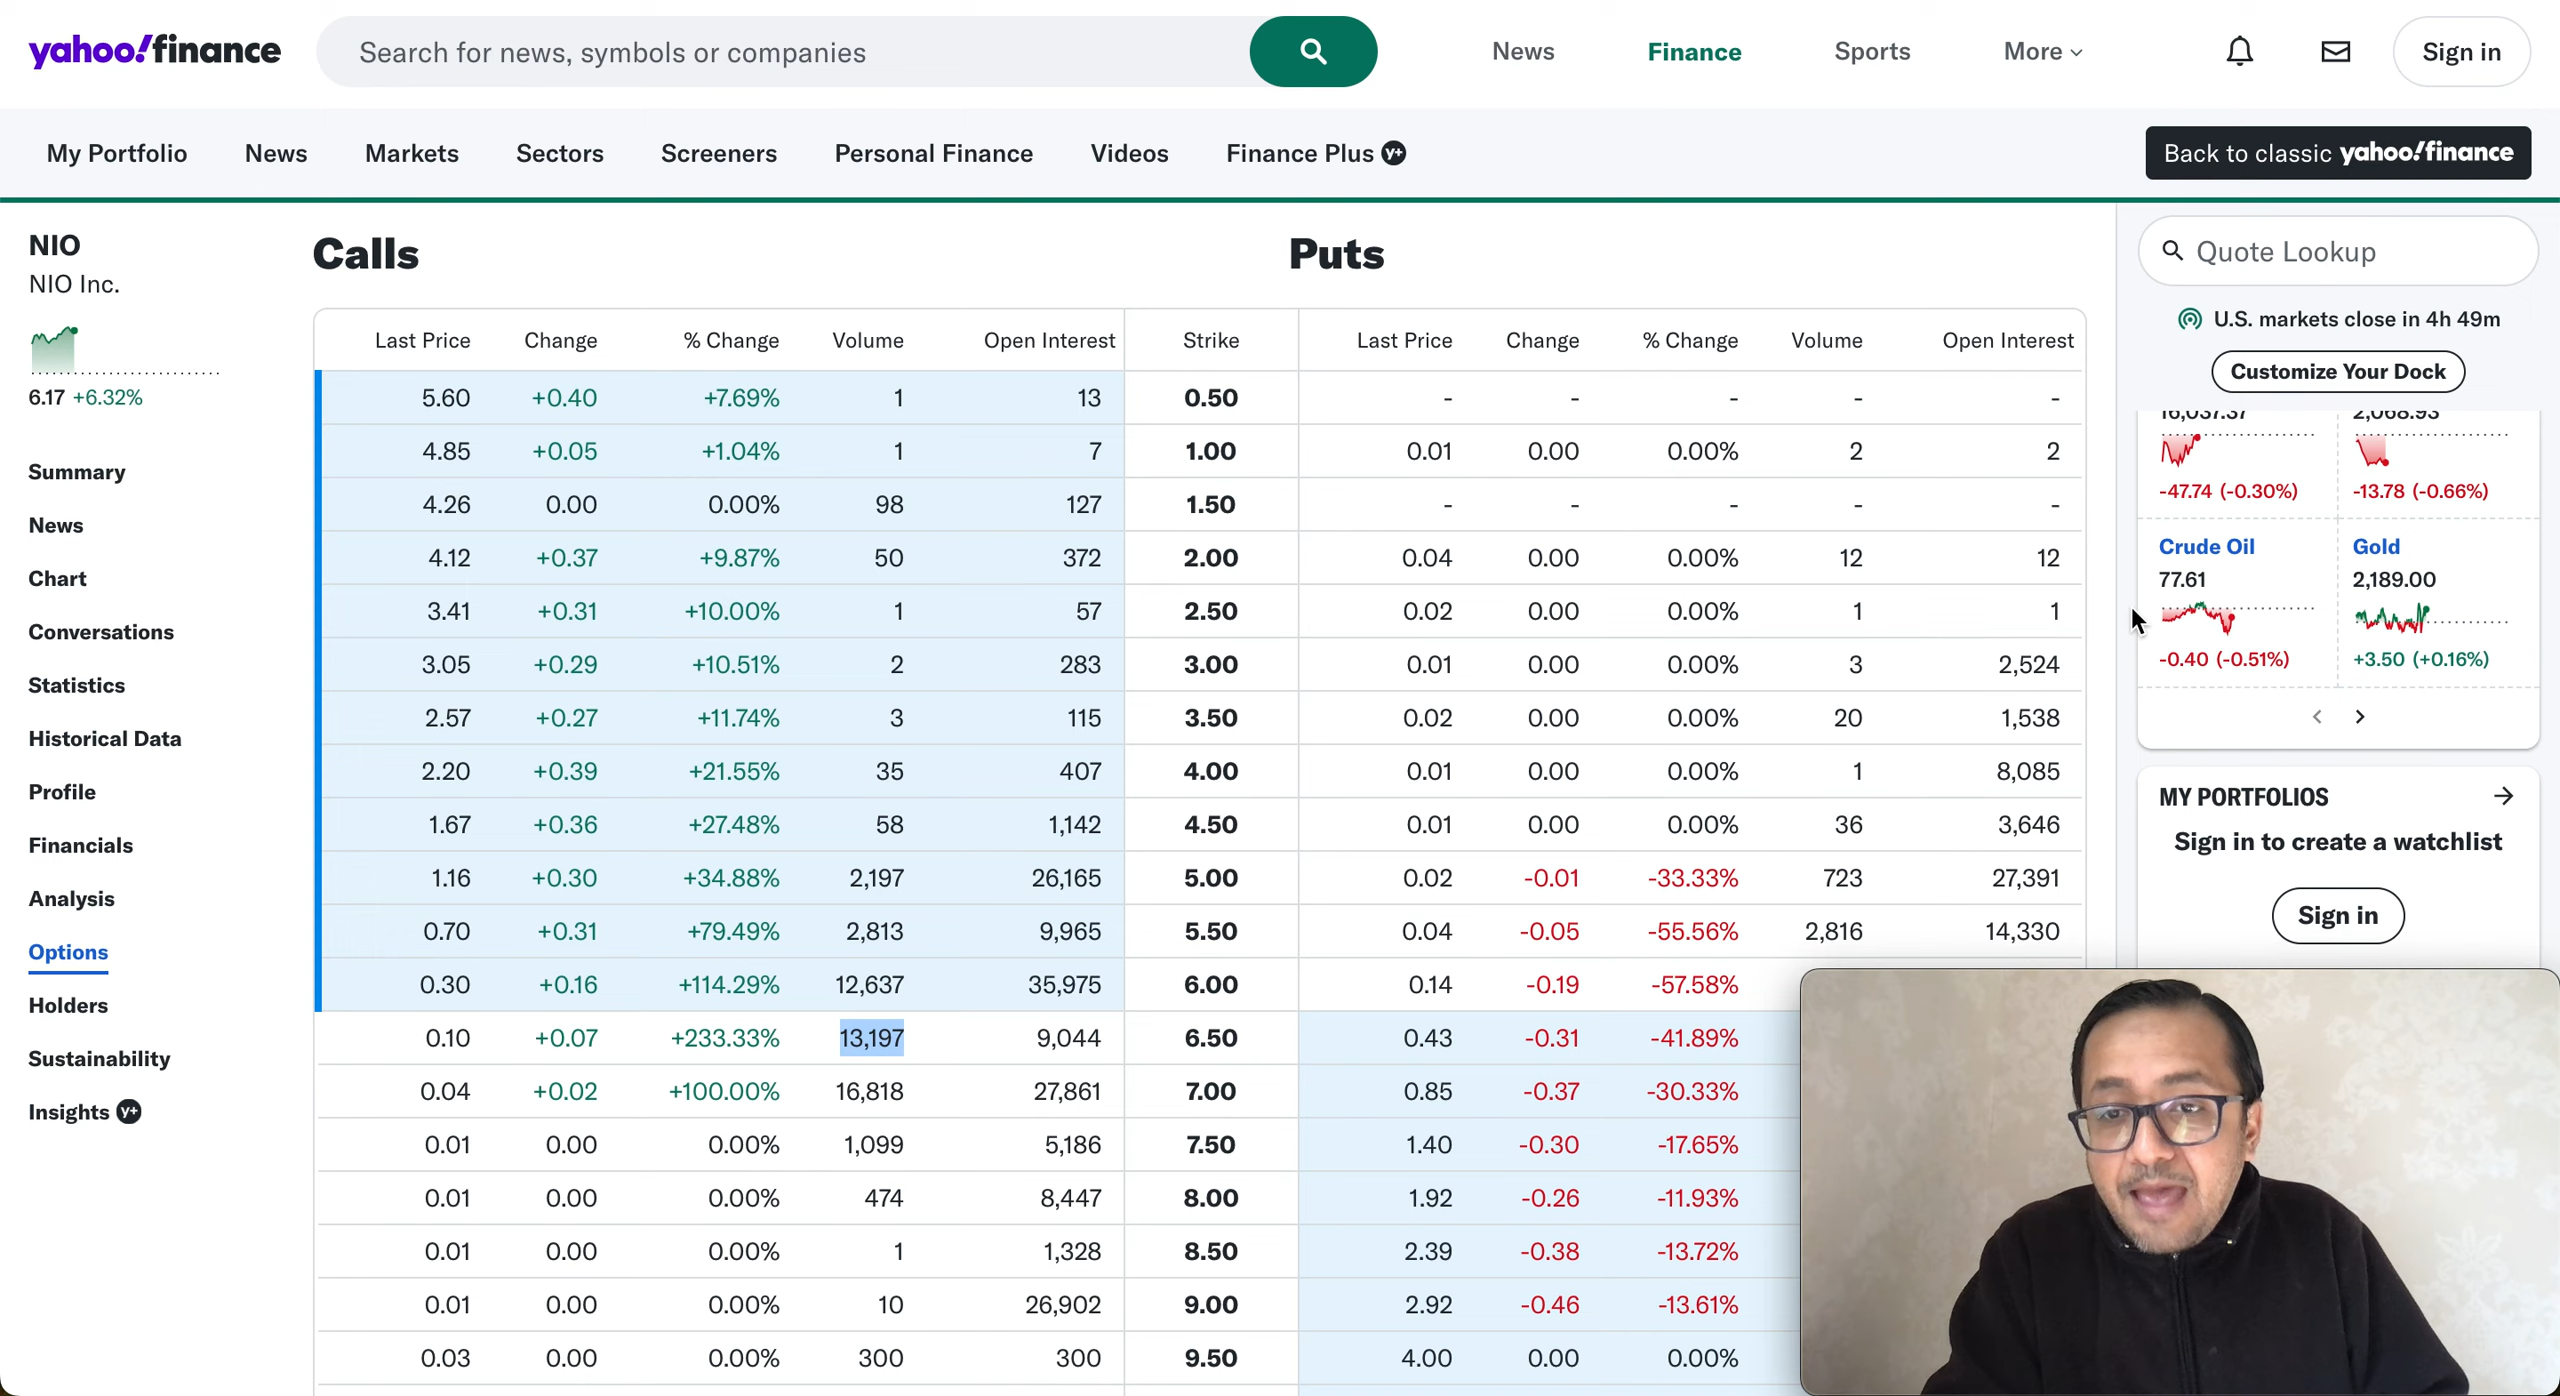 yahoo!finance
Search for news, symbols or companies
News
Finance
Sports
More
Sign in
My Portfolio
News
Markets
Sectors
Screeners
Personal Finance
Videos
Finance Plus y+
Back to classic yahoo!finance
NIO
NIO Inc.
6.17 +6.32%
Summary
News
Chart
Conversations
Statistics
Historical Data
Profile
Financials
Analysis
Options
Holders
Sustainability
Insights y+
Calls Puts
Last Price Change % Change Volume Open Interest Strike Last Price Change % Change Volume Open Interest
5.60 +0.40 +7.69% 1 13 0.50 - - - - -
4.85 +0.05 +1.04% 1 7 1.00 0.01 0.00 0.00% 2 2
4.26 0.00 0.00% 98 127 1.50 - - - - -
4.12 +0.37 +9.87% 50 372 2.00 0.04 0.00 0.00% 12 12
3.41 +0.31 +10.00% 1 57 2.50 0.02 0.00 0.00% 1 1
3.05 +0.29 +10.51% 2 283 3.00 0.01 0.00 0.00% 3 2,524
2.57 +0.27 +11.74% 3 115 3.50 0.02 0.00 0.00% 20 1,538
2.20 +0.39 +21.55% 35 407 4.00 0.01 0.00 0.00% 1 8,085
1.67 +0.36 +27.48% 58 1,142 4.50 0.01 0.00 0.00% 36 3,646
1.16 +0.30 +34.88% 2,197 26,165 5.00 0.02 -0.01 -33.33% 723 27,391
0.70 +0.31 +79.49% 2,813 9,965 5.50 0.04 -0.05 -55.56% 2,816 14,330
0.30 +0.16 +114.29% 12,637 35,975 6.00 0.14 -0.19 -57.58%
0.10 +0.07 +233.33% 13,197 9,044 6.50 0.43 -0.31 -41.89%
0.04 +0.02 +100.00% 16,818 27,861 7.00 0.85 -0.37 -30.33%
0.01 0.00 0.00% 1,099 5,186 7.50 1.40 -0.30 -17.65%
0.01 0.00 0.00% 474 8,447 8.00 1.92 -0.26 -11.93%
0.01 0.00 0.00% 1 1,328 8.50 2.39 -0.38 -13.72%
0.01 0.00 0.00% 10 26,902 9.00 2.92 -0.46 -13.61%
0.03 0.00 0.00% 300 300 9.50 4.00 0.00 0.00%
Quote Lookup
U.S. markets close in 4h 49m
Customize Your Dock
16,037.37 2,068.93
-47.74 (-0.30%) -13.78 (-0.66%)
Crude Oil Gold
77.61 2,189.00
-0.40 (-0.51%) +3.50 (+0.16%)
MY PORTFOLIOS
Sign in to create a watchlist
Sign in